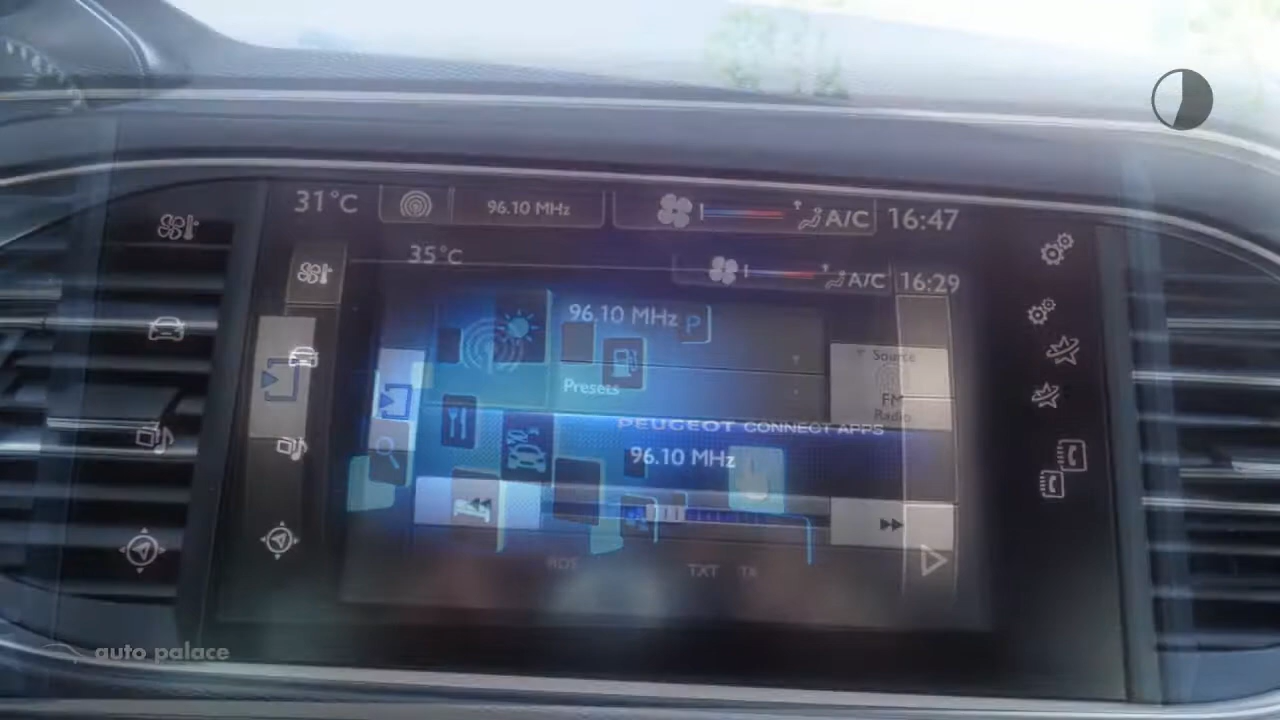 31°C 96.10 MHz A/C 16:47
35°C A/C 16:29
96.10 MHz P
Source
Presets
FM
Radio
PEUGEOT CONNECT APPS
96.10 MHz
RDS TXT
auto palace